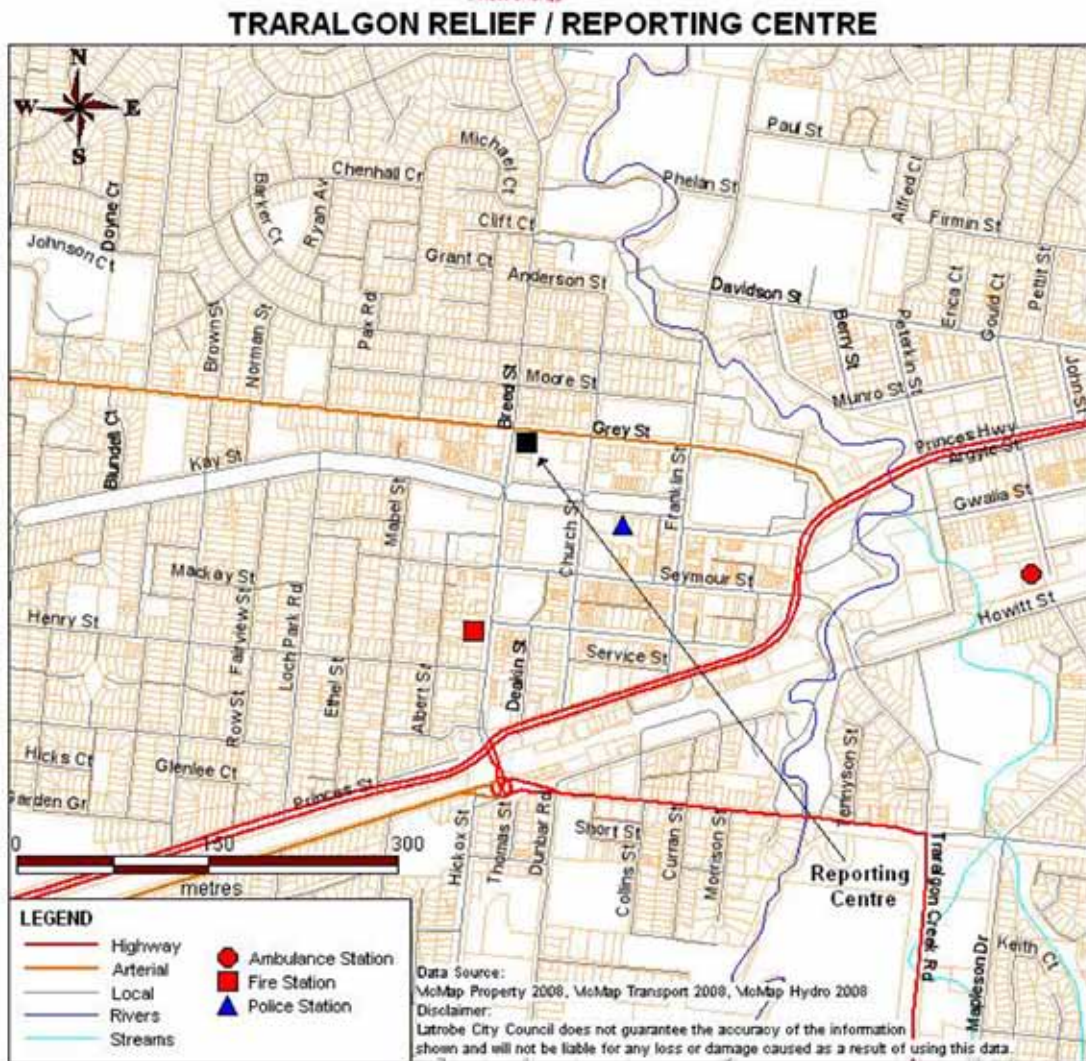 TRARALGON RELIEF / REPORTING CENTRE
N
W E
S
Paul St
Michael Ct
Chenhall Cr
Phelan St
Alfred Ct
Barker Cr
Ryan Av
Doyne Cr
Clift Ct
Firmin St
Johnson Ct
Grant Ct
Anderson St
Pettit St
Davidson St
Erica Ct
Gould Ct
Pax Rd
Brown St
Norman St
Berry St
Peterkin St
Moore St
Munro St
John St
Breed St
Grey St
Princes Hwy
Argyle St
Blundell Ct
Kay St
Franklin St
Gwalia St
Mabel St
Church St
Seymour St
Mackay St
Howitt St
Henry St
Fairview St
Loch Park Rd
Service St
Deakin St
Ethel St
Albert St
Row St
Hicks Ct
Glenlee Ct
Tennyson St
Garden Gr
Princes St
Hickox St
Thomas St
Dunbar Rd
Short St
Collins St
Curran St
Morrison St
Traralgon Creek Rd
0 150 300
metres
Reporting
Centre
Keith Ct
Mapleson Dr
LEGEND
Highway
Arterial
Local
Rivers
Streams
Ambulance Station
Fire Station
Police Station
Data Source:
VicMap Property 2008, VicMap Transport 2008, VicMap Hydro 2008
Disclaimer:
Latrobe City Council does not guarantee the accuracy of the information
shown and will not be liable for any loss or damage caused as a result of using this data.